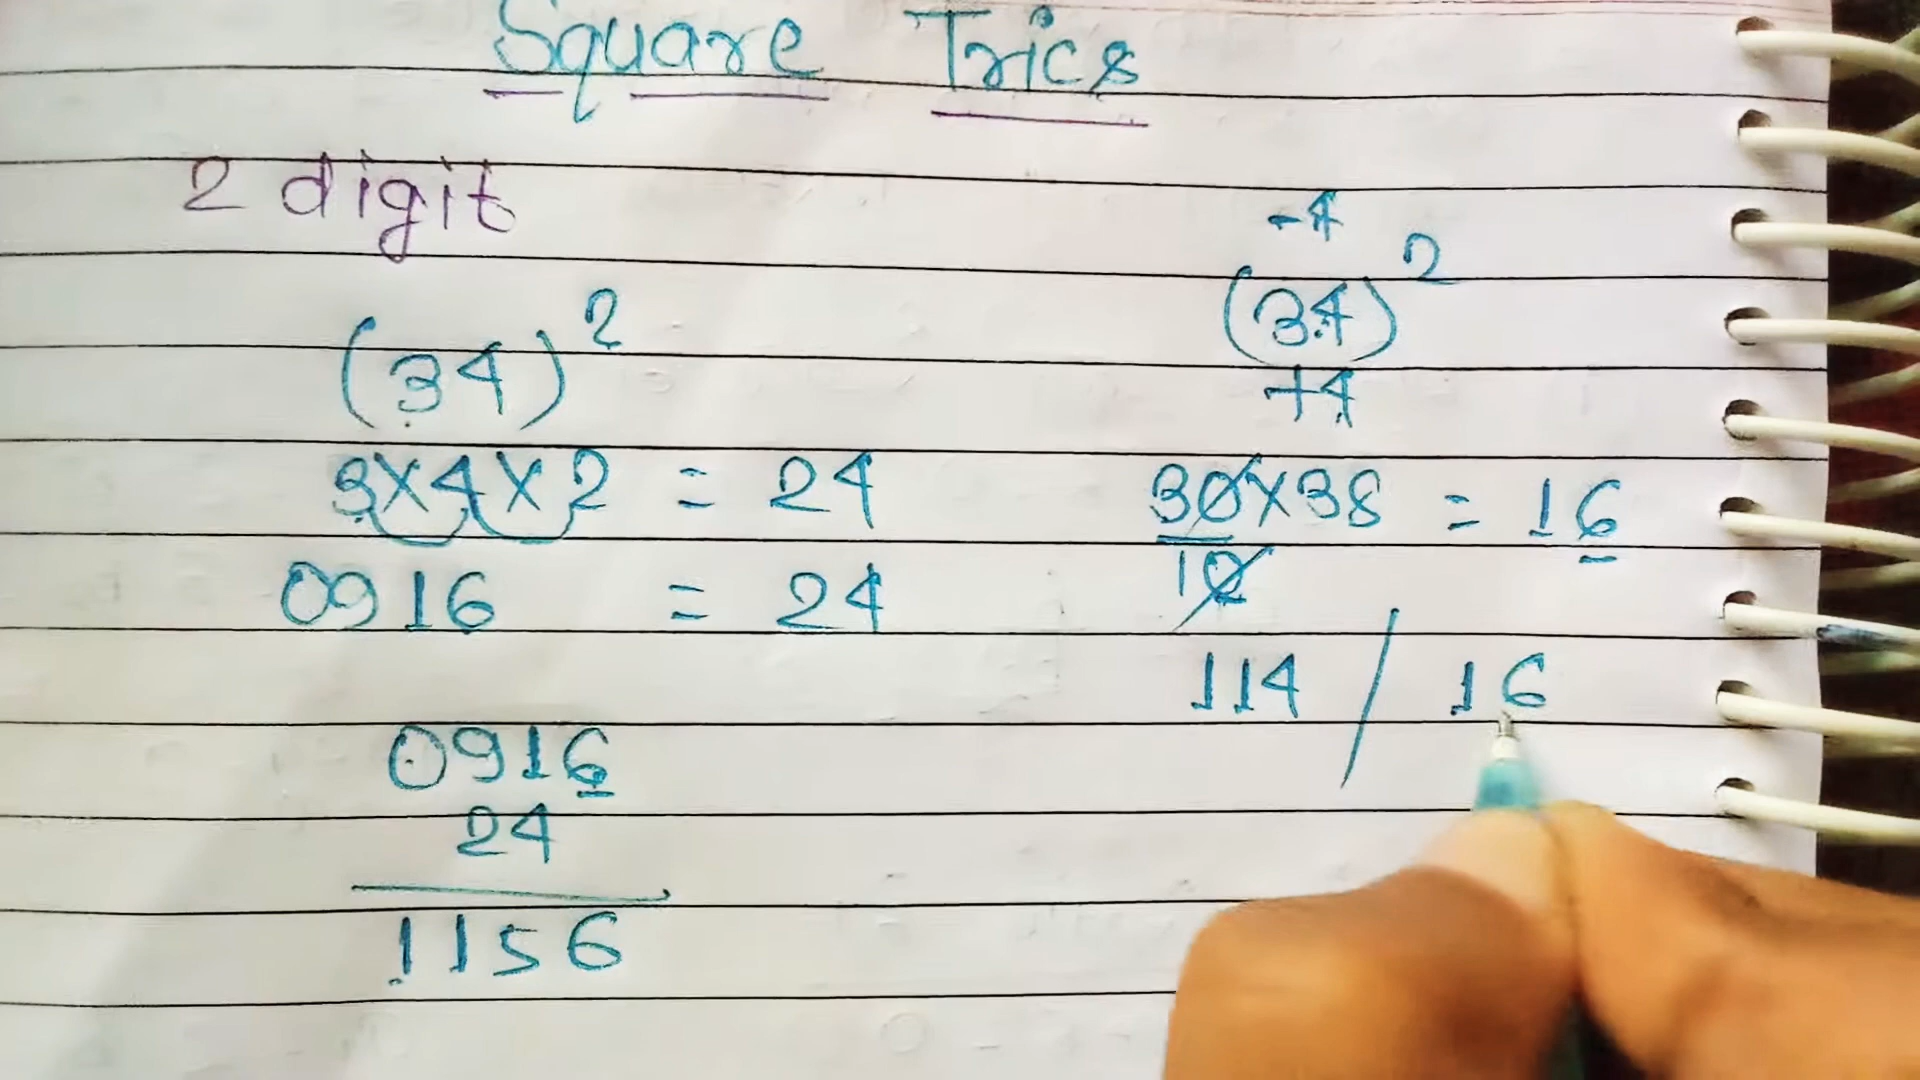 Square Trics
2 digit
(34)²
3×4×2 = 24
0916 = 24
0916
24
1156
-4
(34)²
+4
30×38 = 16
10
114 / 16